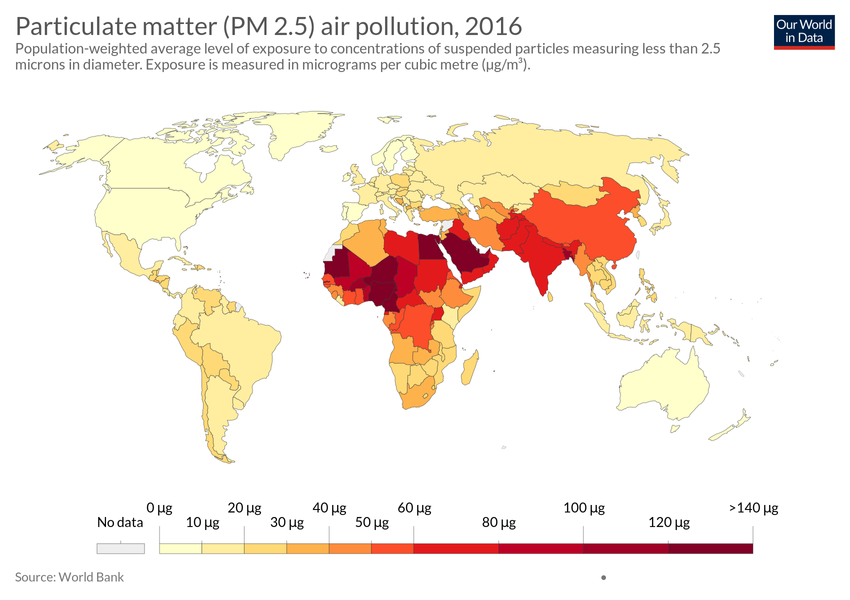 Particulate matter (PM 2.5) air pollution, 2016
Our World
in Data
Population-weighted average level of exposure to concentrations of suspended particles measuring less than 2.5
microns in diameter. Exposure is measured in micrograms per cubic metre (µg/m³).
0 µg 20 µg 40 µg 60 µg 100 µg >140 µg
No data 10 µg 30 µg 50 µg 80 µg 120 µg
Source: World Bank